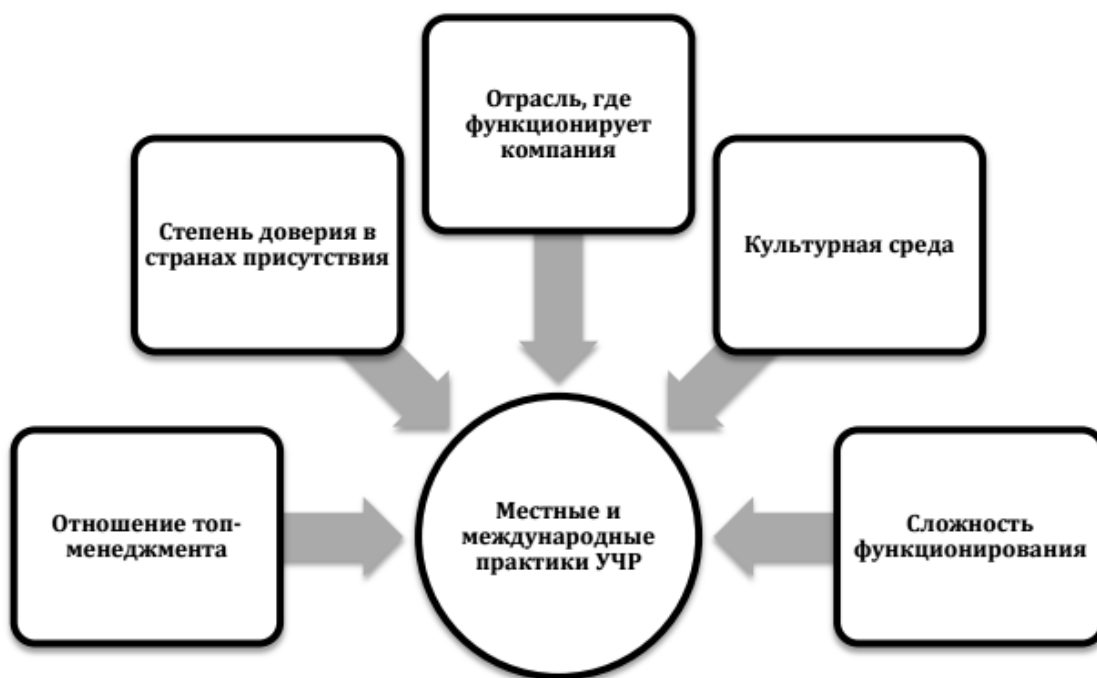 Отрасль, где
функционирует
компания
Степень доверия в
странах присутствия
Культурная среда
Отношение топ-
менеджмента
Местные и
международные
практики УЧР
Сложность
функционирования